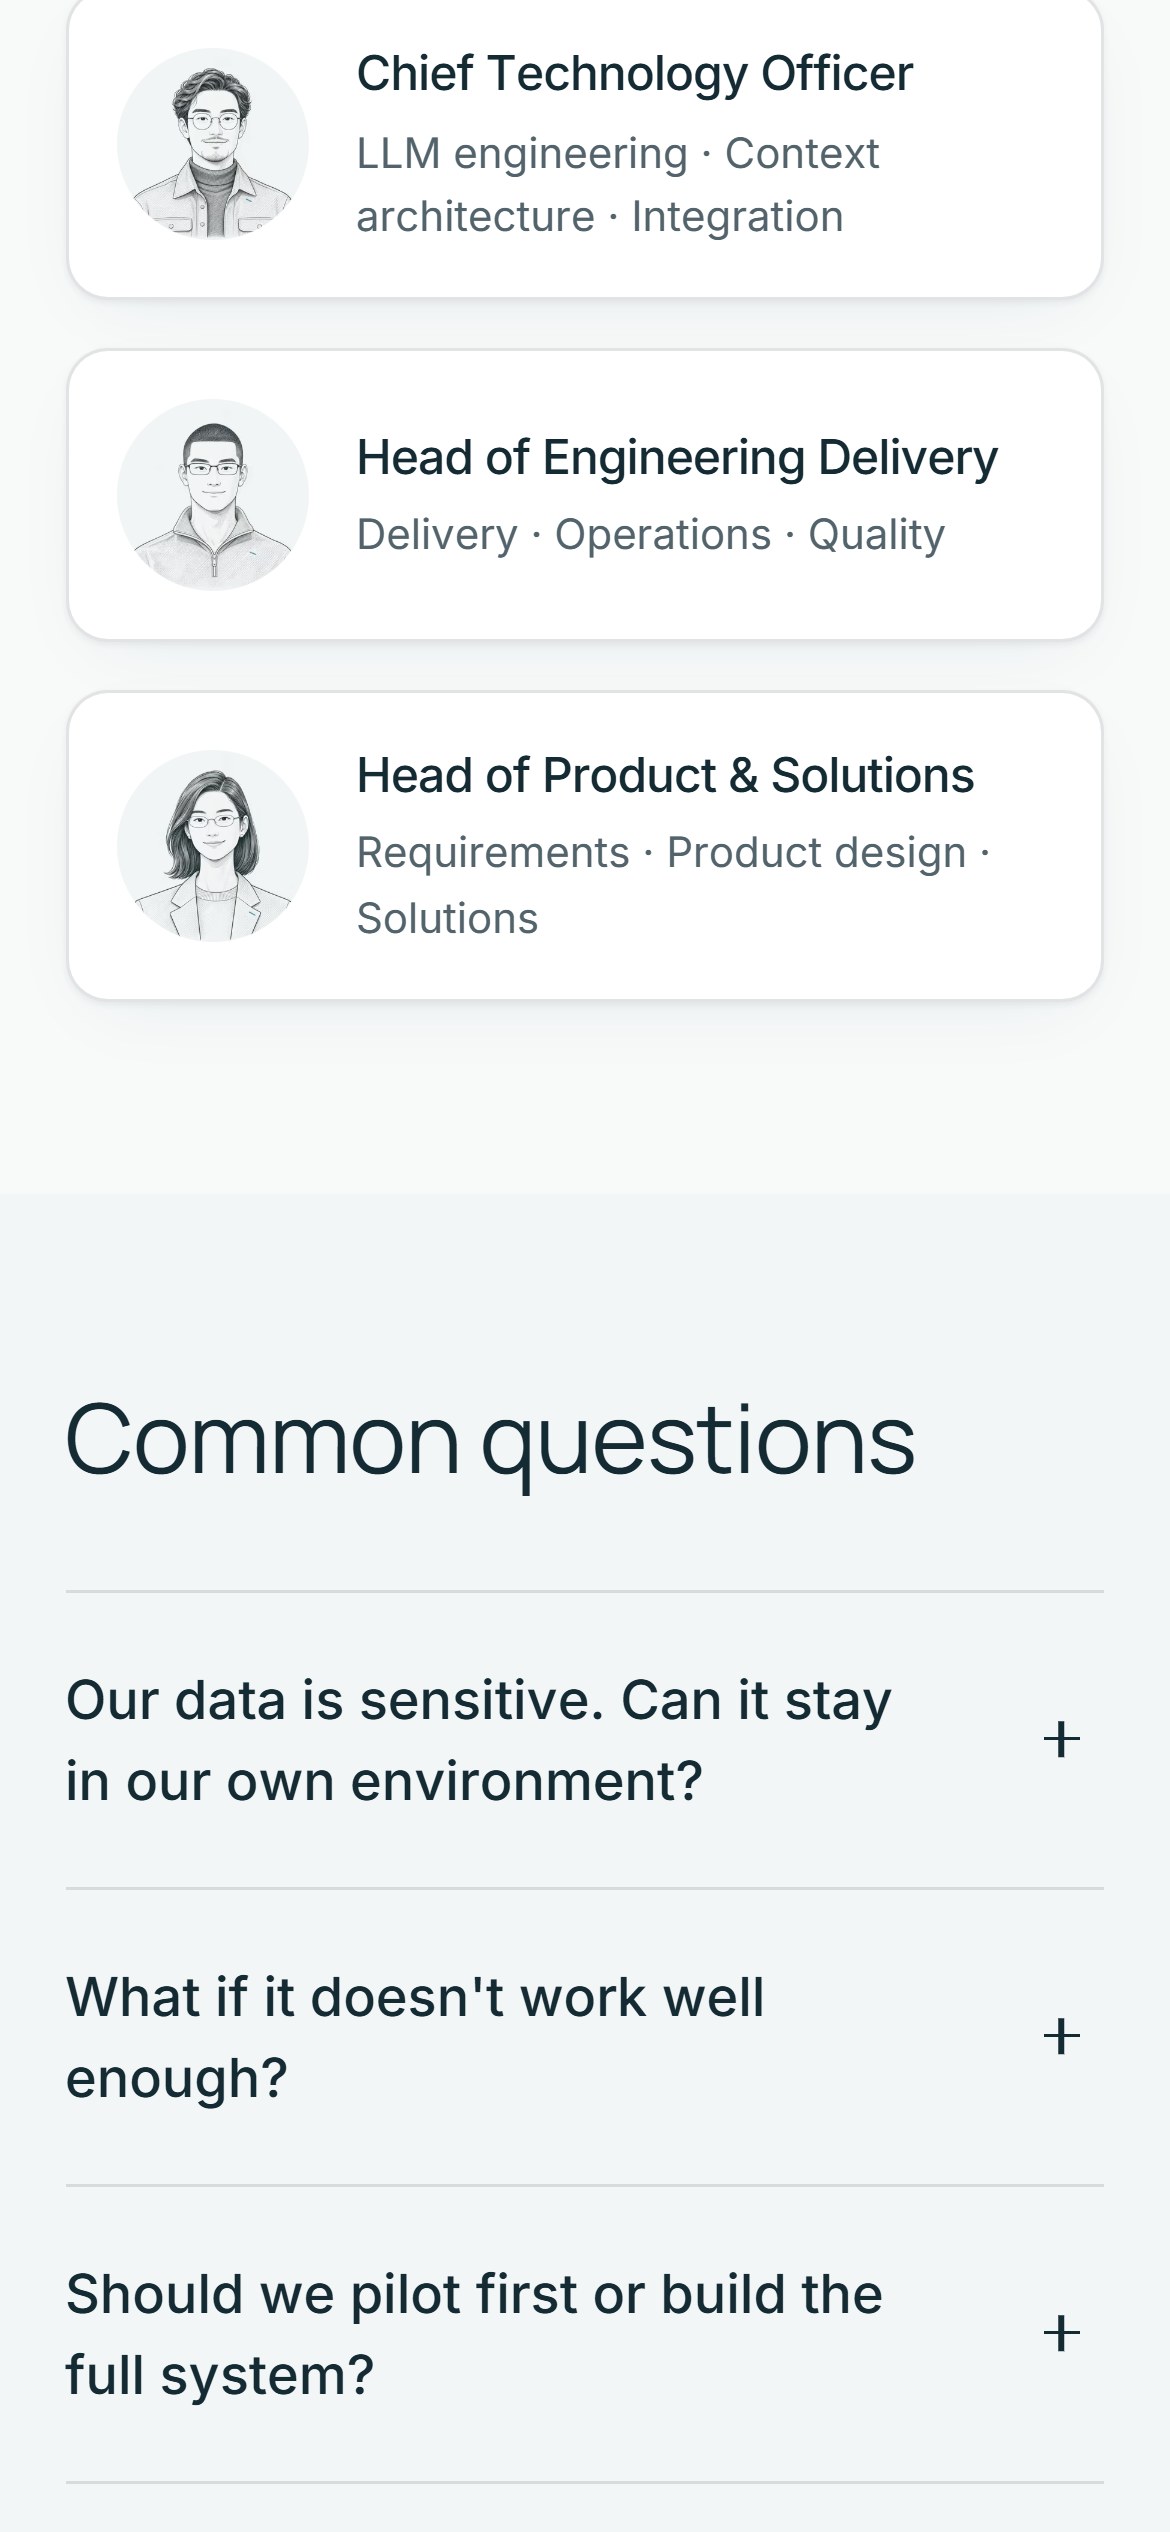 Chief Technology Officer
LLM engineering · Context
architecture · Integration
Head of Engineering Delivery
Delivery · Operations · Quality
Head of Product & Solutions
Requirements · Product design ·
Solutions
Common questions
Our data is sensitive. Can it stay
in our own environment?
What if it doesn't work well
enough?
Should we pilot first or build the
full system?